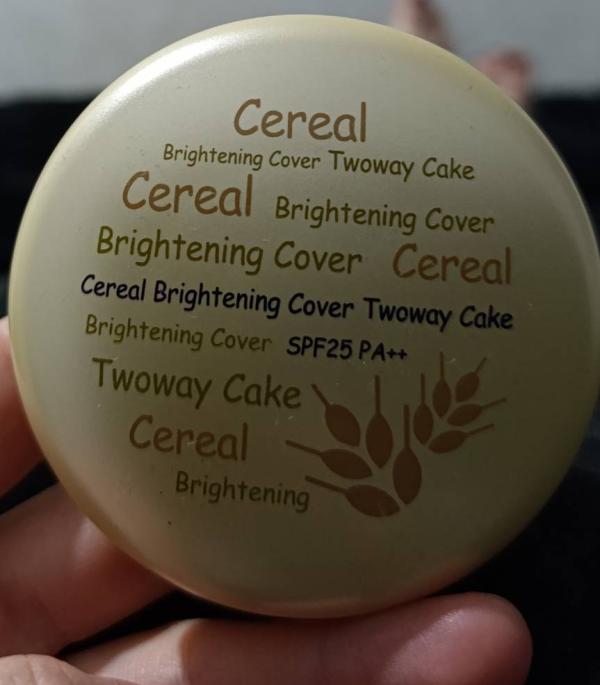 Cereal
Brightening Cover Twoway Cake
Cereal Brightening Cover
Brightening Cover Cereal
Cereal Brightening Cover Twoway Cake
Brightening Cover SPF25 PA++
Twoway Cake
Cereal
Brightening